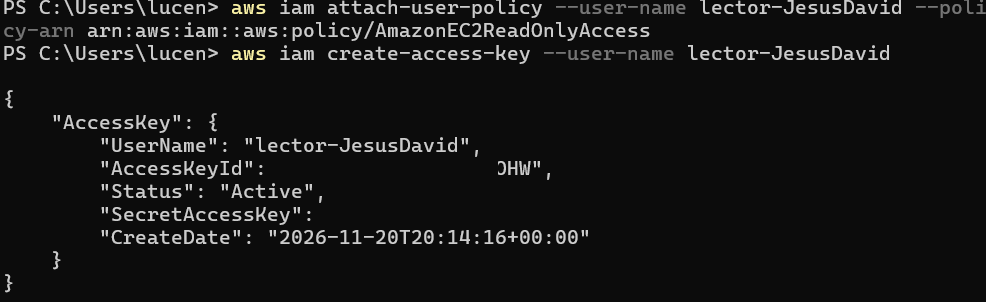 PS C:\Users\lucen> aws iam attach-user-policy --user-name lector-JesusDavid --poli
cy-arn arn:aws:iam::aws:policy/AmazonEC2ReadOnlyAccess
PS C:\Users\lucen> aws iam create-access-key --user-name lector-JesusDavid
{
    "AccessKey": {
        "UserName": "lector-JesusDavid",
        "AccessKeyId": HW",
        "Status": "Active",
        "SecretAccessKey":
        "CreateDate": "2026-11-20T20:14:16+00:00"
    }
}